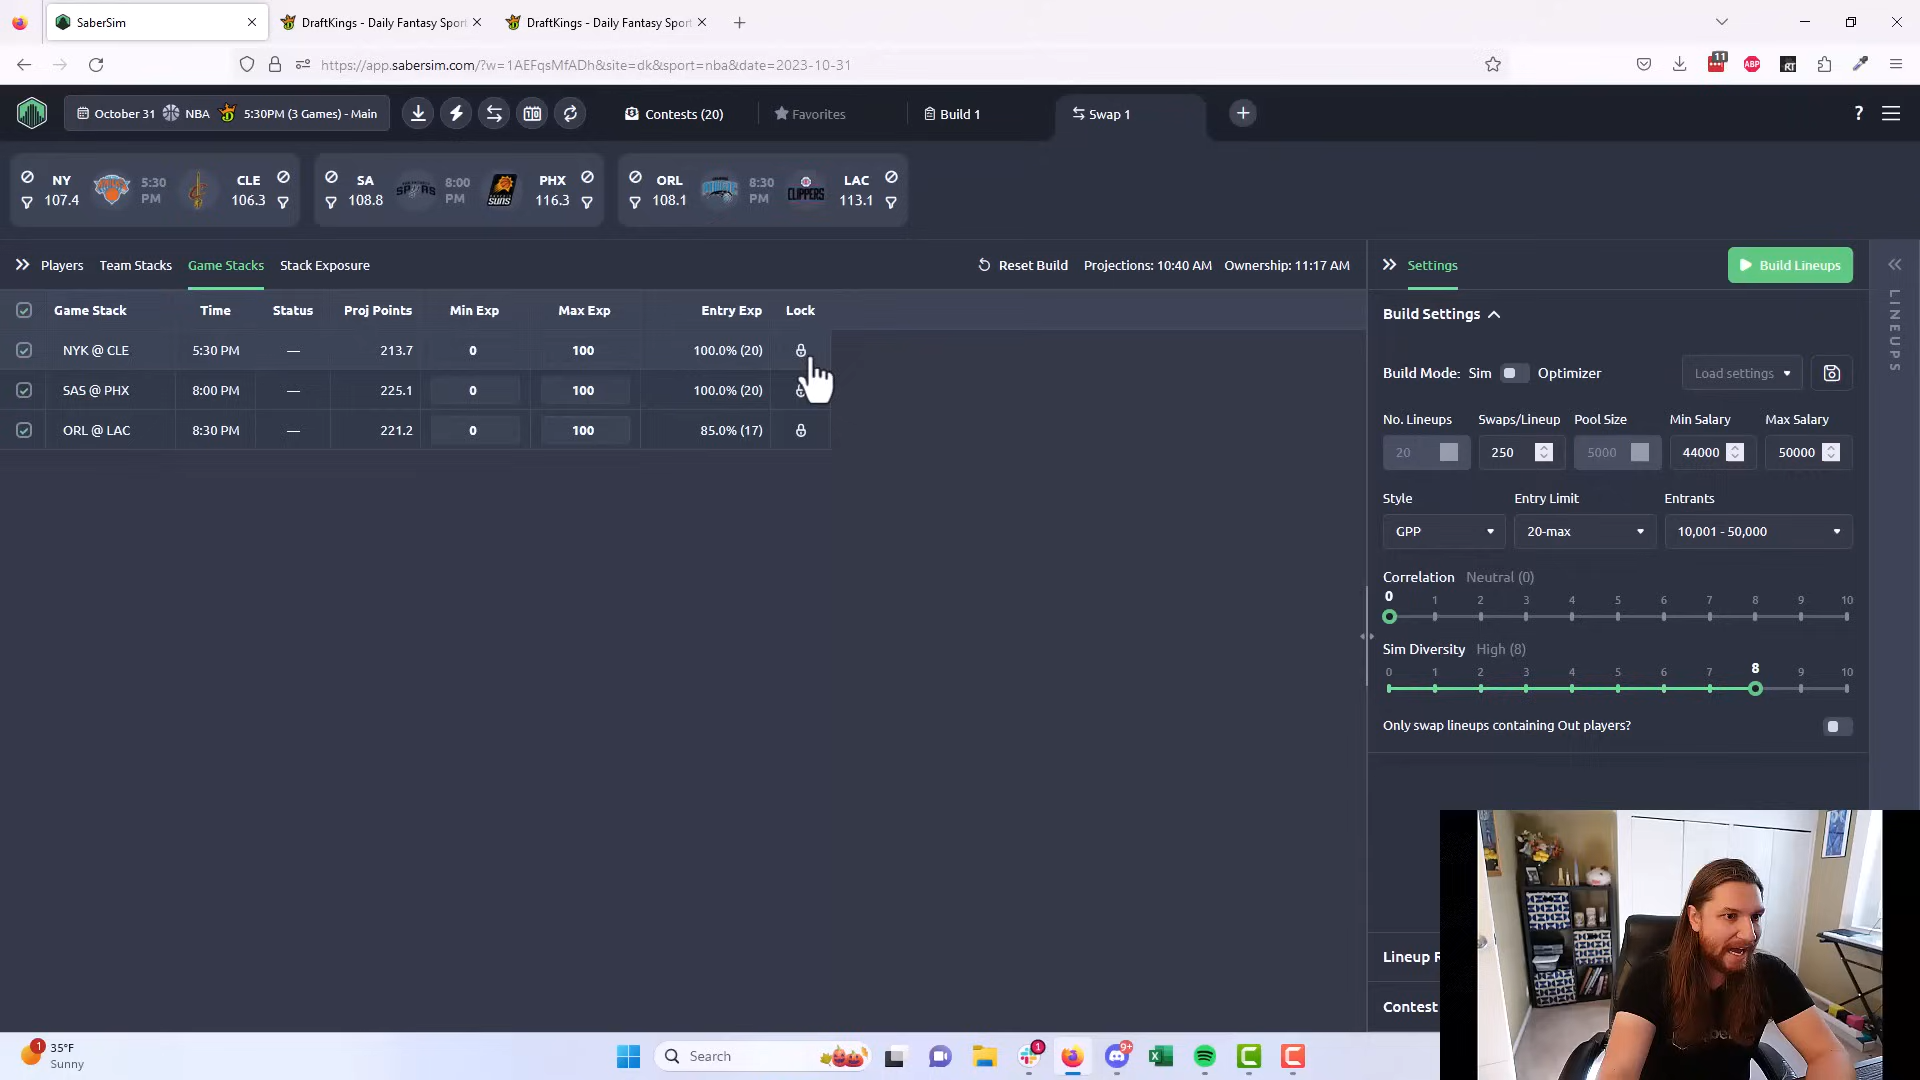 SaberSim
DraftKings - Daily Fantasy Sport
DraftKings - Daily Fantasy Sport
https://app.sabersim.com/?w=1AEFqsMfADh&site=dk&sport=nba&date=2023-10-31
11
ABP
RT
October 31 NBA 5:30PM (3 Games) - Main
Contests (20)
Favorites
Build 1
Swap 1
?
NY 107.4 5:30 PM CLE 106.3
SA 108.8 8:00 PM PHX 116.3
ORL 108.1 8:30 PM LAC 113.1
CLIPPERS
Players Team Stacks Game Stacks Stack Exposure
Reset Build Projections: 10:40 AM Ownership: 11:17 AM
Settings
Build Lineups
LINEUPS
Game Stack Time Status Proj Points Min Exp Max Exp Entry Exp Lock
NYK @ CLE 5:30 PM — 213.7 0 100 100.0% (20)
SAS @ PHX 8:00 PM — 225.1 0 100 100.0% (20)
ORL @ LAC 8:30 PM — 221.2 0 100 85.0% (17)
Build Settings
Build Mode: Sim Optimizer Load settings
No. Lineups Swaps/Lineup Pool Size Min Salary Max Salary
20 250 5000 44000 50000
Style Entry Limit Entrants
GPP 20-max 10,001 - 50,000
Correlation Neutral (0)
0
1 2 3 4 5 6 7 8 9 10
Sim Diversity High (8)
8
0 1 2 3 4 5 6 7 9 10
Only swap lineups containing Out players?
Lineup R
Contest
1
35°F
Sunny
Search
1
9+